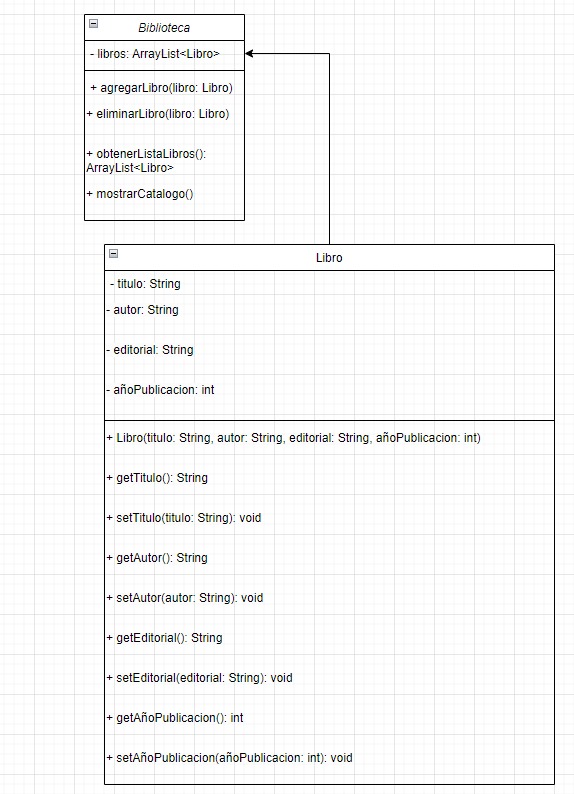 Biblioteca
- libros: ArrayList<Libro>
+ agregarLibro(libro: Libro)
+ eliminarLibro(libro: Libro)
+ obtenerListaLibros():
ArrayList<Libro>
+ mostrarCatalogo()
Libro
- titulo: String
- autor: String
- editorial: String
- añoPublicacion: int
+ Libro(titulo: String, autor: String, editorial: String, añoPublicacion: int)
+ getTitulo(): String
+ setTitulo(titulo: String): void
+ getAutor(): String
+ setAutor(autor: String): void
+ getEditorial(): String
+ setEditorial(editorial: String): void
+ getAñoPublicacion(): int
+ setAñoPublicacion(añoPublicacion: int): void